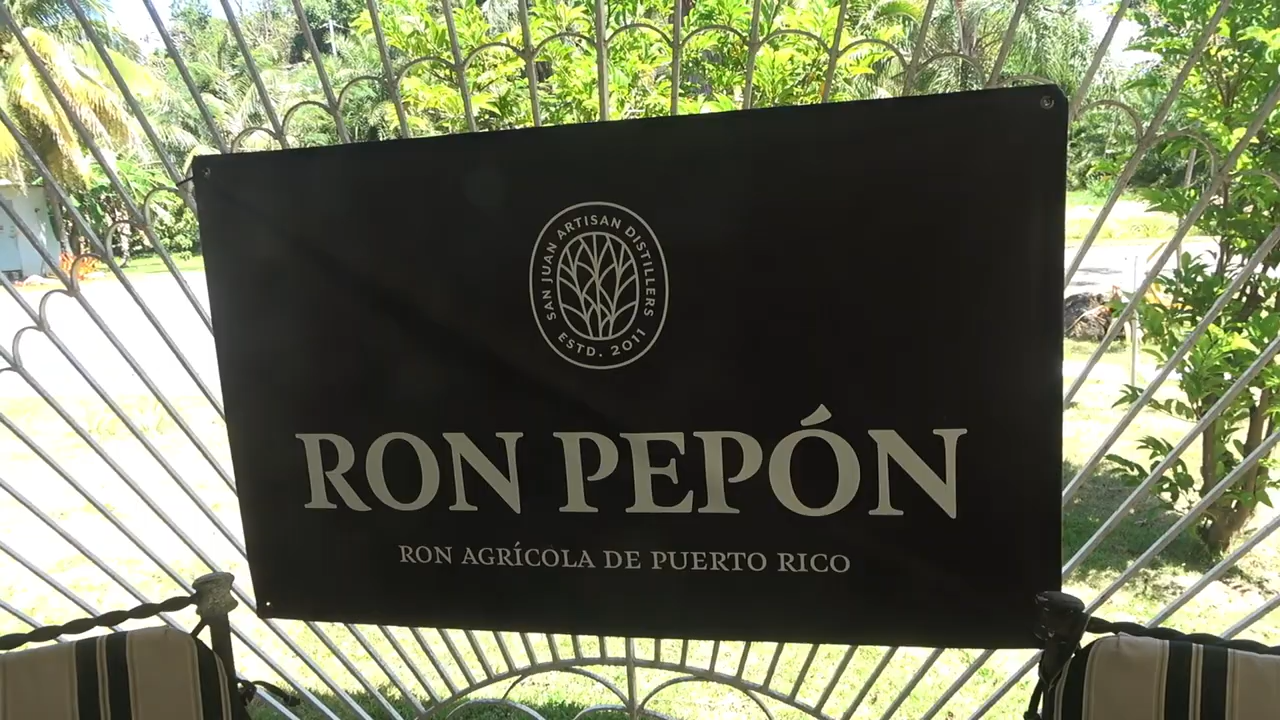 SAN JUAN ARTISAN DISTILLERS
ESTD. 2011
RON PEPÓN
RON AGRÍCOLA DE PUERTO RICO